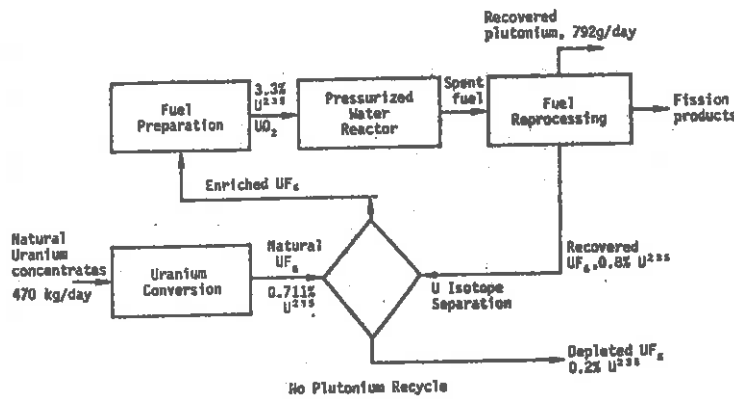 Recovered
plutonium, 792g/day
3.3%
U²³⁵
UO₂
Fuel
Preparation
Pressurized
Water
Reactor
Spent
fuel
Fuel
Reprocessing
Fission
products
Enriched UF₆
Natural
Uranium
concentrates
470 kg/day
Uranium
Conversion
Natural
UF₆
0.711%
U²³⁵
Recovered
UF₆, 0.8% U²³⁵
U Isotope
Separation
Depleted UF₆
0.2% U²³⁵
No Plutonium Recycle